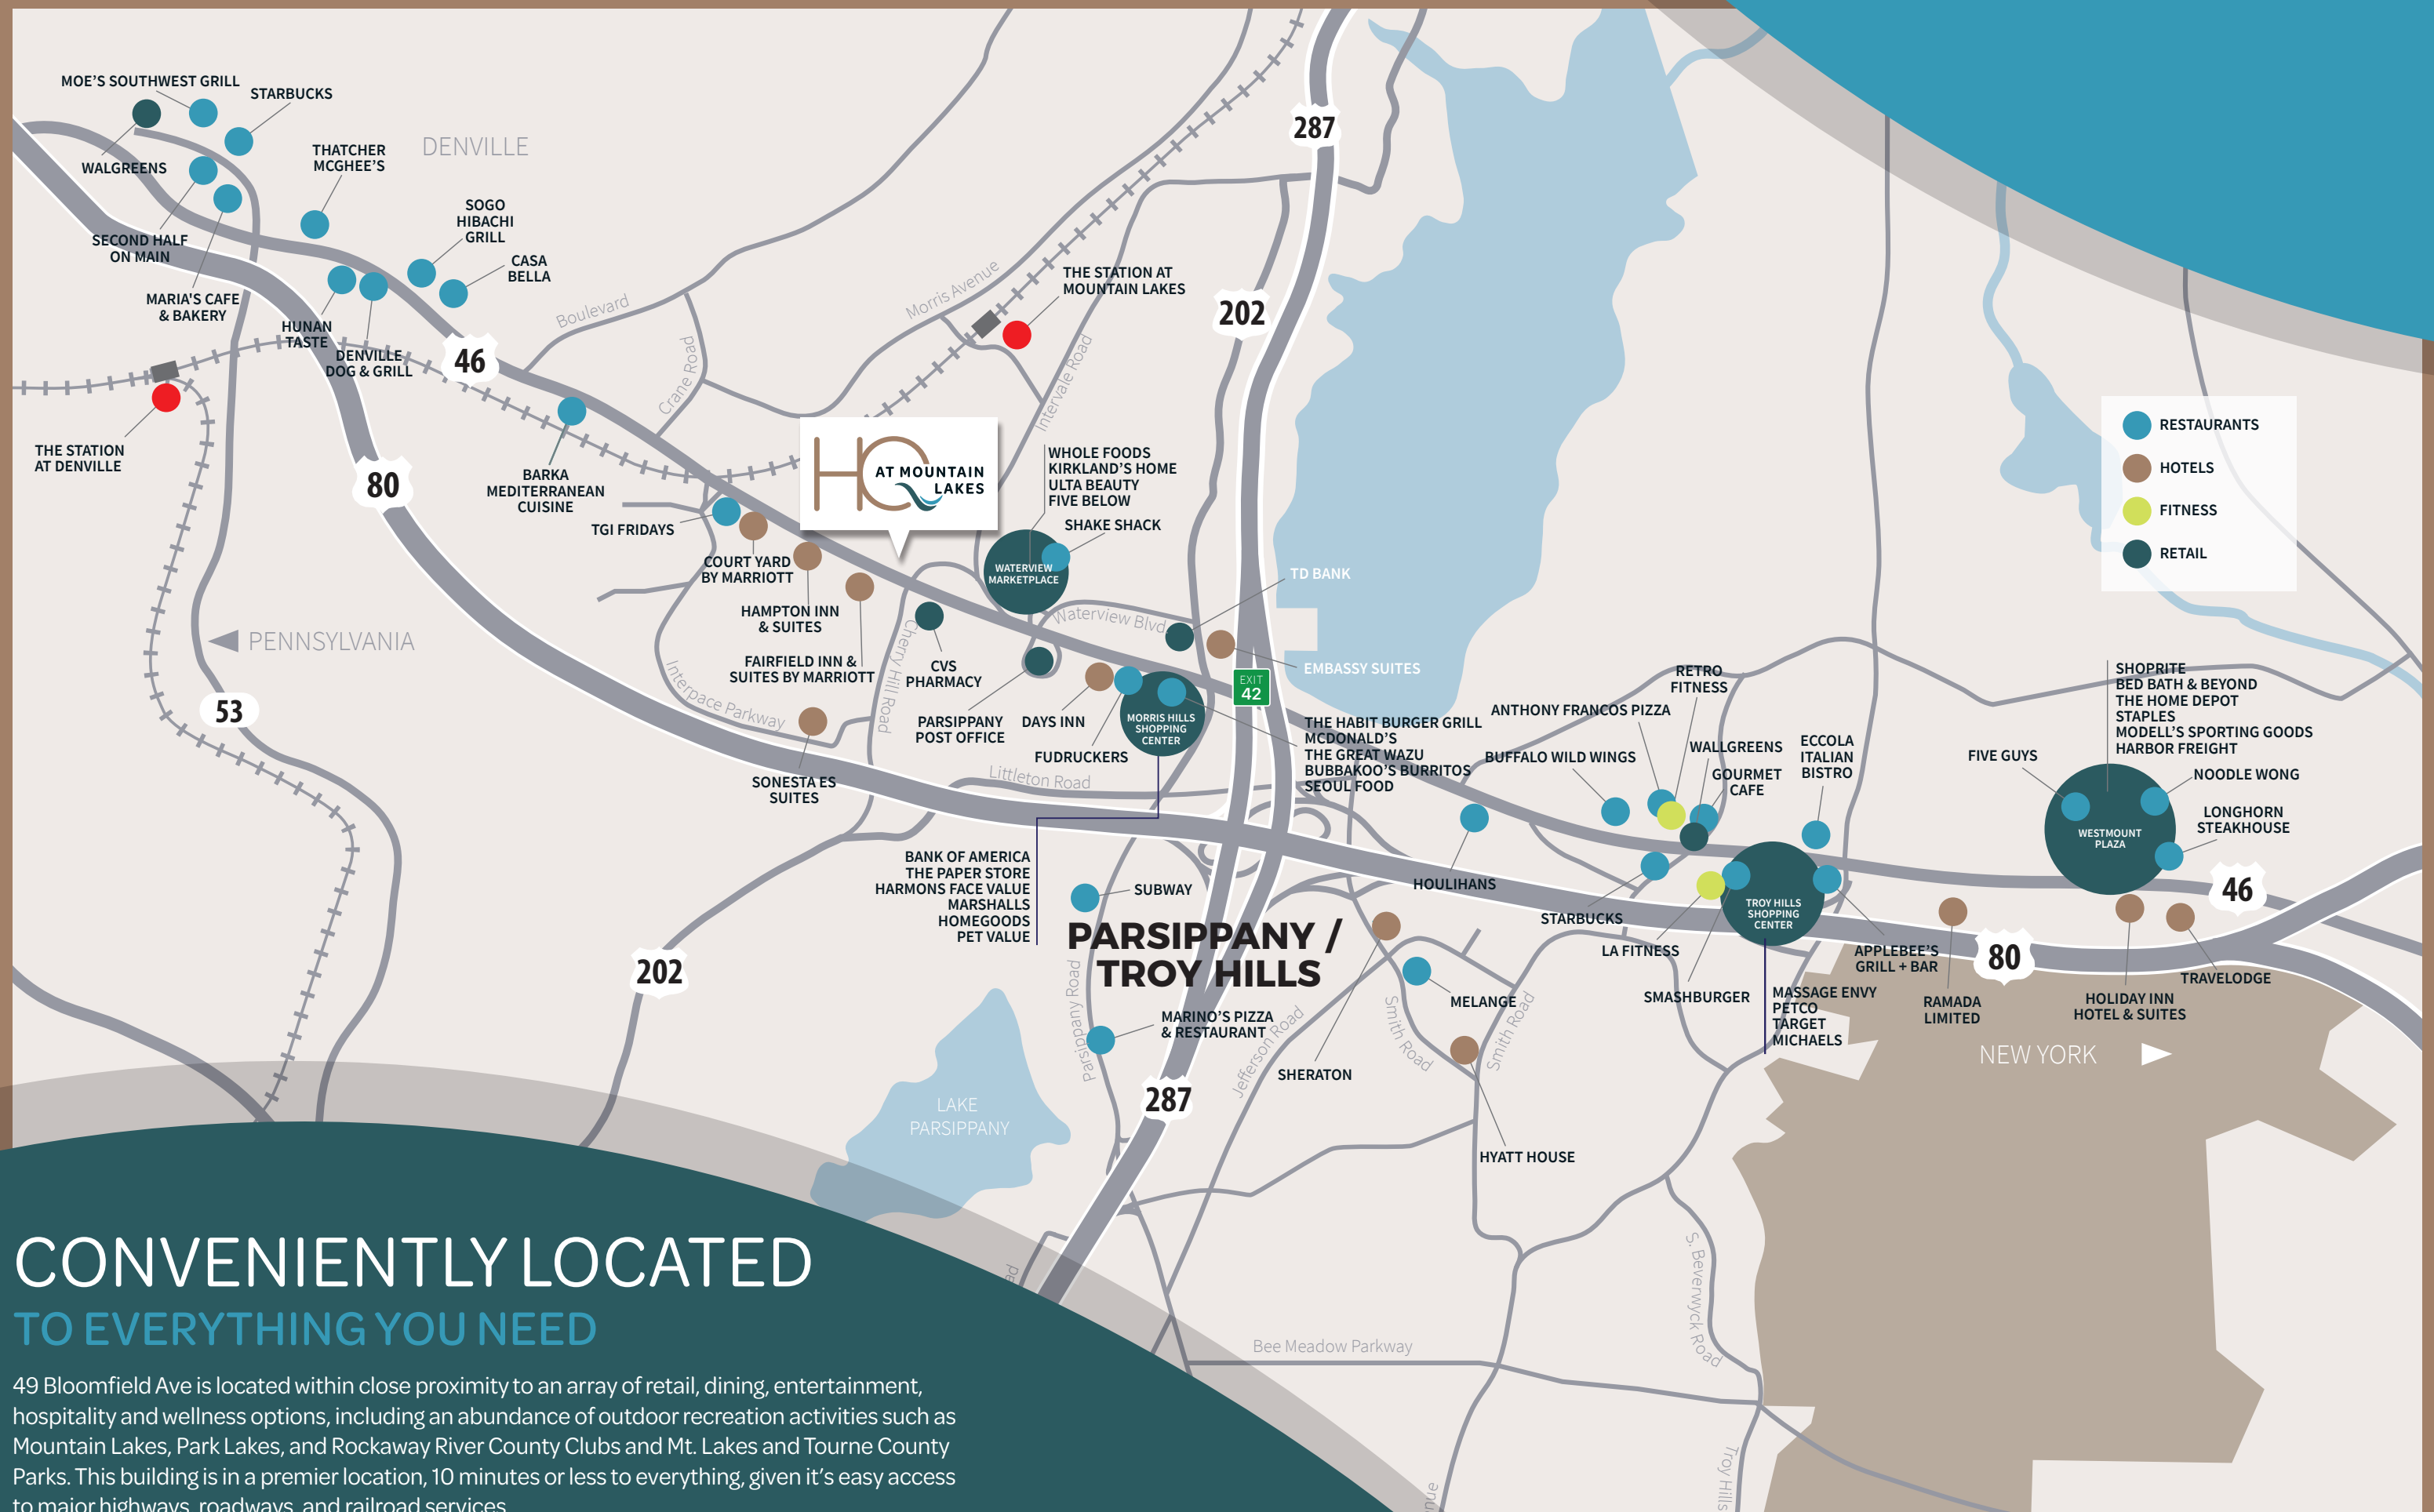 MOE'S SOUTHWEST GRILL
STARBUCKS
WALGREENS
THATCHER
MCGHEE'S
DENVILLE
SECOND HALF
ON MAIN
MARIA'S CAFE
& BAKERY
SOGO
HIBACHI
GRILL
CASA
BELLA
HUNAN
TASTE
DENVILLE
DOG & GRILL
46
THE STATION
AT DENVILLE
80
Boulevard
Crane Road
Morris Avenue
THE STATION AT
MOUNTAIN LAKES
Intervale Road
287
202
BARKA
MEDITERRANEAN
CUISINE
TGI FRIDAYS
HQ
AT MOUNTAIN
LAKES
WHOLE FOODS
KIRKLAND'S HOME
ULTA BEAUTY
FIVE BELOW
SHAKE SHACK
WATERVIEW
MARKETPLACE
COURT YARD
BY MARRIOTT
HAMPTON INN
& SUITES
FAIRFIELD INN &
SUITES BY MARRIOTT
CVS
PHARMACY
Cherry Hill Road
Waterview Blvd
TD BANK
EMBASSY SUITES
EXIT
42
PENNSYLVANIA
53
Interpace Parkway
SONESTA ES
SUITES
PARSIPPANY
POST OFFICE
DAYS INN
FUDRUCKERS
MORRIS HILLS
SHOPPING
CENTER
Littleton Road
THE HABIT BURGER GRILL
MCDONALD'S
THE GREAT WAZU
BUBBAKOO'S BURRITOS
SEOUL FOOD
RESTAURANTS
HOTELS
FITNESS
RETAIL
RETRO
FITNESS
ANTHONY FRANCOS PIZZA
BUFFALO WILD WINGS
WALLGREENS
GOURMET
CAFE
ECCOLA
ITALIAN
BISTRO
SHOPRITE
BED BATH & BEYOND
THE HOME DEPOT
STAPLES
MODELL'S SPORTING GOODS
HARBOR FREIGHT
FIVE GUYS
NOODLE WONG
LONGHORN
STEAKHOUSE
WESTMOUNT
PLAZA
46
BANK OF AMERICA
THE PAPER STORE
HARMONS FACE VALUE
MARSHALLS
HOMEGOODS
PET VALUE
SUBWAY
PARSIPPANY /
TROY HILLS
HOULIHANS
STARBUCKS
LA FITNESS
SMASHBURGER
TROY HILLS
SHOPPING
CENTER
APPLEBEE'S
GRILL + BAR
MASSAGE ENVY
PETCO
TARGET
MICHAELS
RAMADA
LIMITED
80
HOLIDAY INN
HOTEL & SUITES
TRAVELODGE
NEW YORK
202
Parsippany Road
MARINO'S PIZZA
& RESTAURANT
287
Jefferson Road
SHERATON
MELANGE
Smith Road
Smith Road
HYATT HOUSE
LAKE
PARSIPPANY
S. Beverwyck Road
Bee Meadow Parkway
Troy Hills
CONVENIENTLY LOCATED
TO EVERYTHING YOU NEED
49 Bloomfield Ave is located within close proximity to an array of retail, dining, entertainment,
hospitality and wellness options, including an abundance of outdoor recreation activities such as
Mountain Lakes, Park Lakes, and Rockaway River County Clubs and Mt. Lakes and Tourne County
Parks. This building is in a premier location, 10 minutes or less to everything, given it's easy access
to major highways, roadways, and railroad services